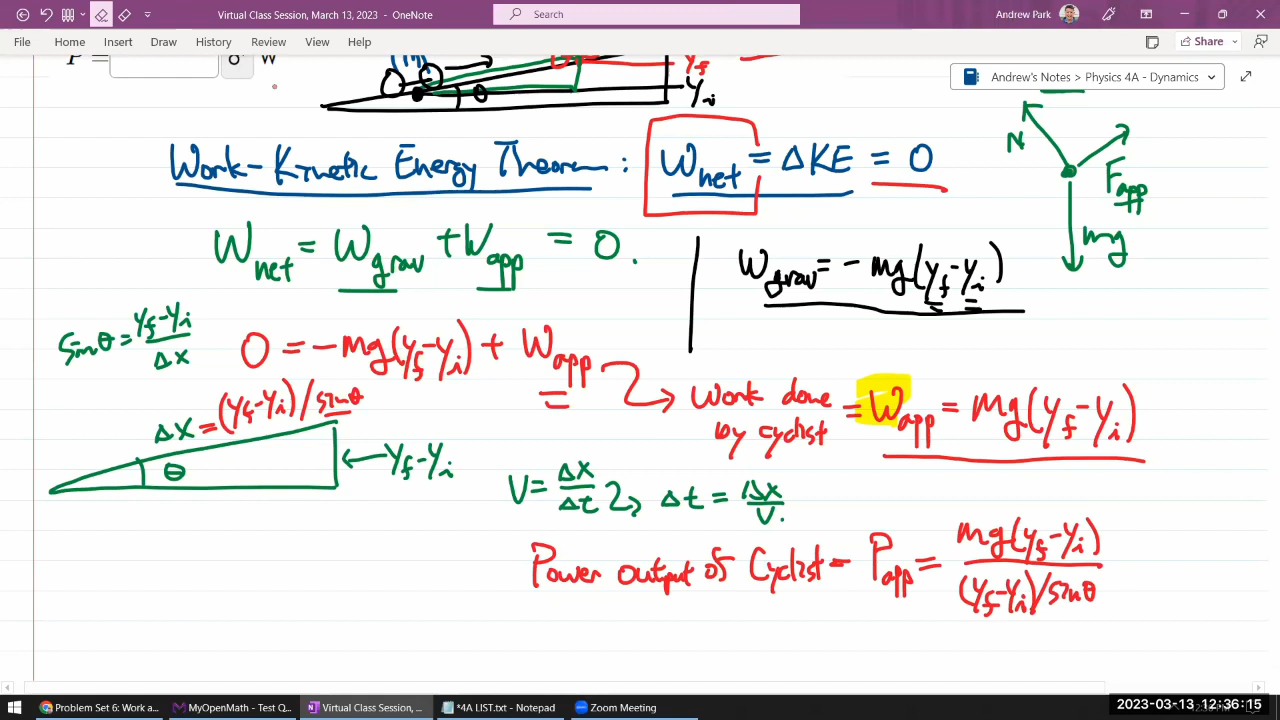 Virtual Class Session, March 13, 2023 - OneNote
Search
Andrew Park
File Home Insert Draw History Review View Help
Share
Andrew's Notes > Physics 4A - Dynamics
P = σ W
θ
yf
yi
Work-Kinetic Energy Theorem : Wnet = ΔKE = 0
N
Fapp
mg
Wnet = Wgrav + Wapp = 0.
Wgrav = -mg(yf-yi)
sinθ = yf-yi / Δx
0 = -mg(yf-yi) + Wapp
Work done by cyclist = Wapp = mg(yf-yi)
Δx = (yf-yi)/sinθ
θ
yf-yi
V = Δx/Δt
Δt = Δx/V.
Power output of Cyclist = Papp = mg(yf-yi) / (yf-yi)/sinθ
Problem Set 6: Work a...
MyOpenMath - Test Q...
Virtual Class Session, ...
*4A LIST.txt - Notepad
Zoom Meeting
2023-03-13 12:36:15